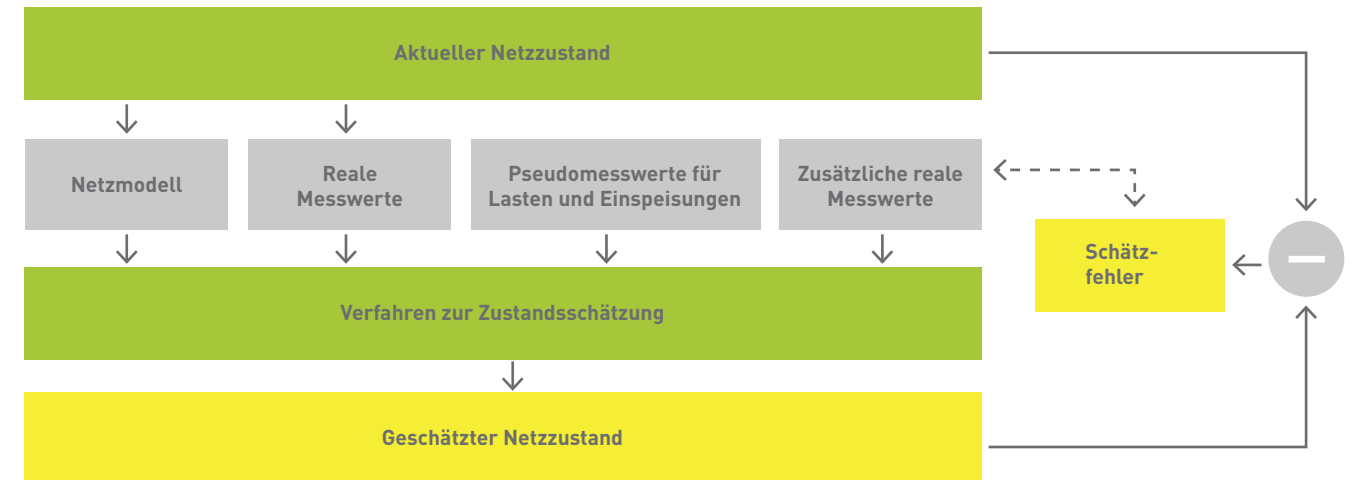 Aktueller Netzzustand
Netzmodell
Reale
Messwerte
Pseudomesswerte für
Lasten und Einspeisungen
Zusätzliche reale
Messwerte
Schätz-
fehler
Verfahren zur Zustandsschätzung
Geschätzter Netzzustand